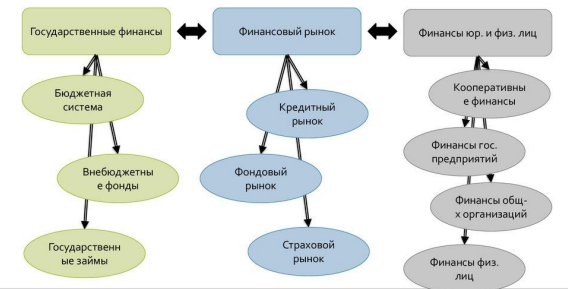 Государственные финансы
Финансовый рынок
Финансы юр. и физ. лиц
Бюджетная
система
Внебюджетны
е фонды
Государственн
ые займы
Кредитный
рынок
Фондовый
рынок
Страховой
рынок
Кооперативны
е финансы
Финансы гос.
предприятий
Финансы общ-
х организаций
Финансы физ.
лиц